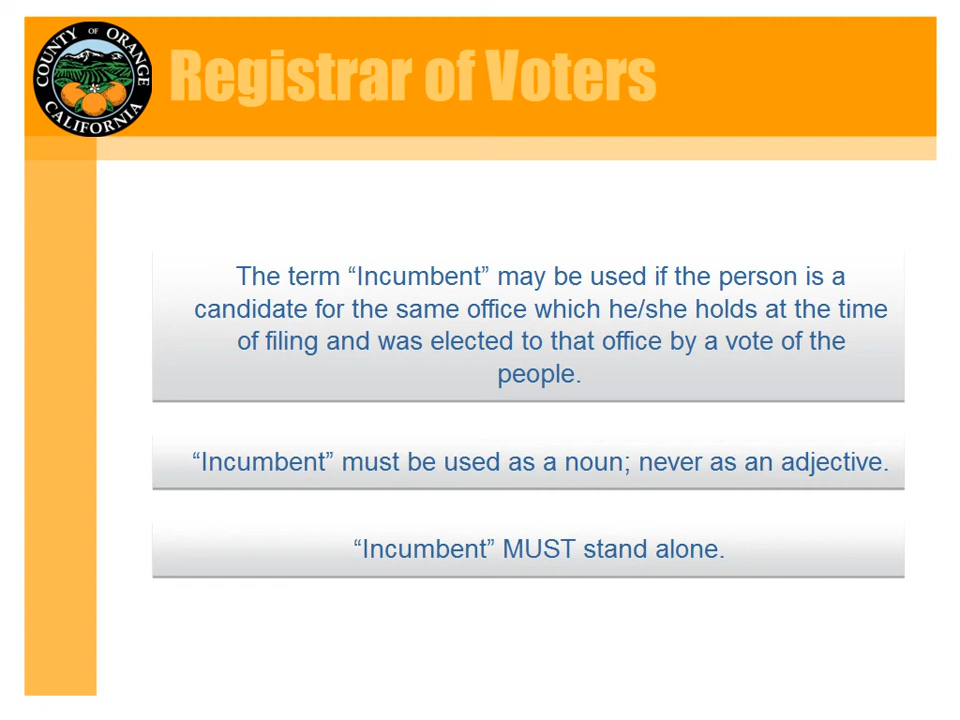 COUNTY OF ORANGE
CALIFORNIA
Registrar of Voters
The term “Incumbent” may be used if the person is a
candidate for the same office which he/she holds at the time
of filing and was elected to that office by a vote of the
people.
“Incumbent” must be used as a noun; never as an adjective.
“Incumbent” MUST stand alone.